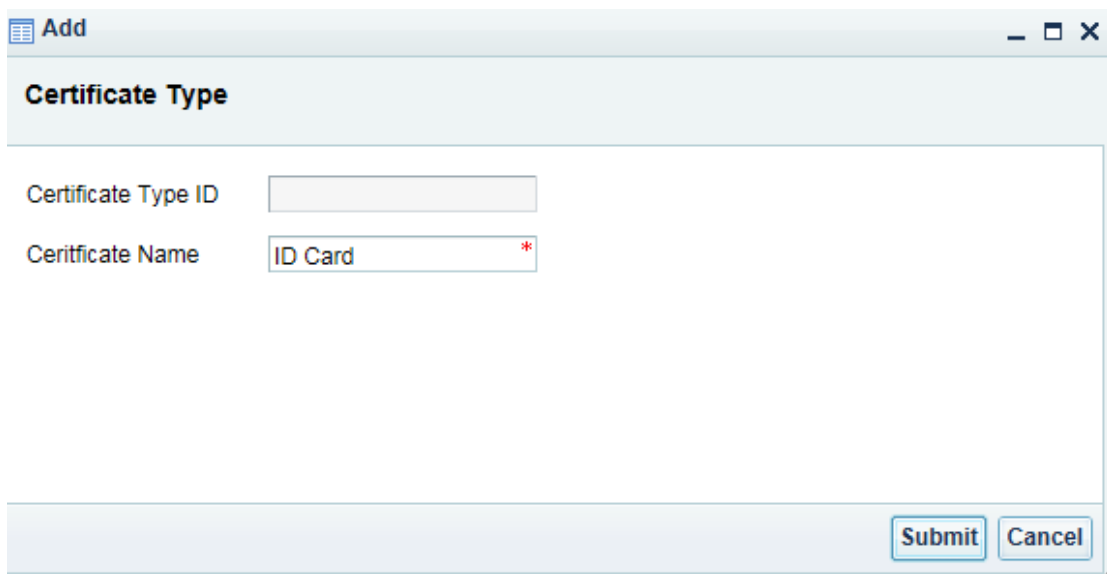 Add
Certificate Type
Certificate Type ID
Ceritficate Name ID Card *
Submit Cancel